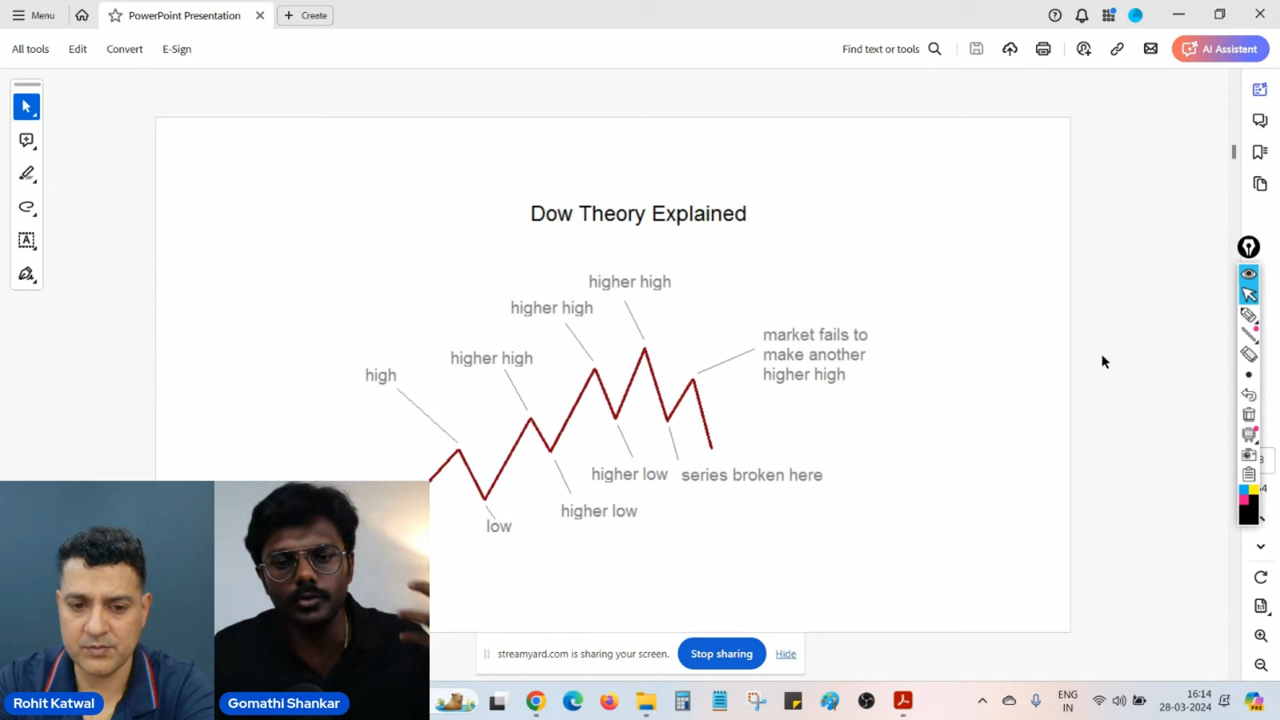 Menu
PowerPoint Presentation
Create
All tools
Edit
Convert
E-Sign
Find text or tools
AI Assistant
Dow Theory Explained
higher high
higher high
higher high
high
market fails to
make another
higher high
higher low
series broken here
higher low
low
Rohit Katwal
Gomathi Shankar
streamyard.com is sharing your screen.
Stop sharing
Hide
ENG
IN
16:14
28-03-2024